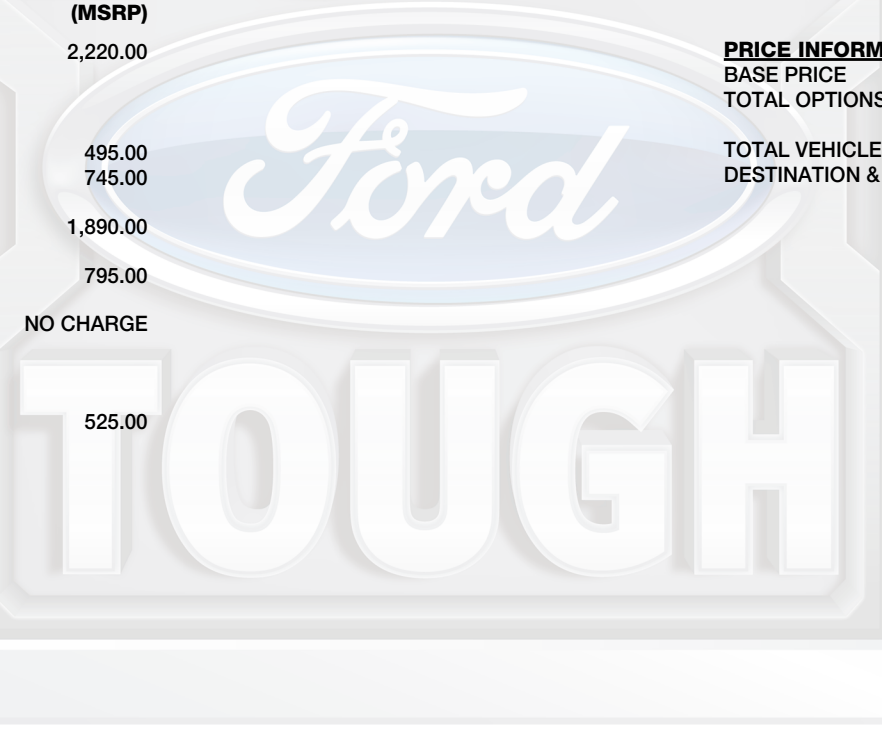 (MSRP)
2,220.00
495.00
745.00
1,890.00
795.00
NO CHARGE
525.00
PRICE INFORM
BASE PRICE
TOTAL OPTIONS
TOTAL VEHICLE
DESTINATION &
Ford
TOUGH